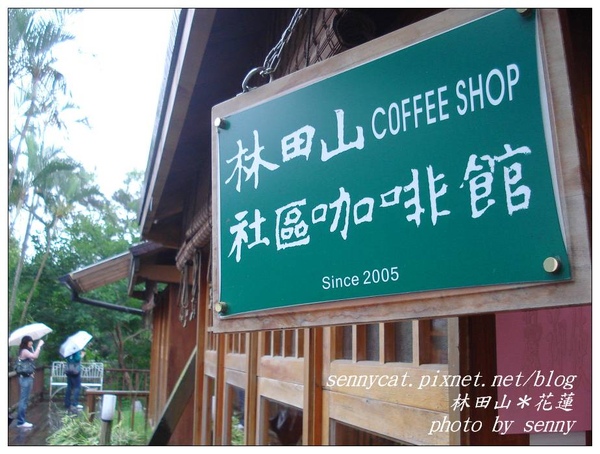 林田山 COFFEE SHOP
社區咖啡館
Since 2005
sennycat.pixnet.net/blog
林田山＊花蓮
photo by senny